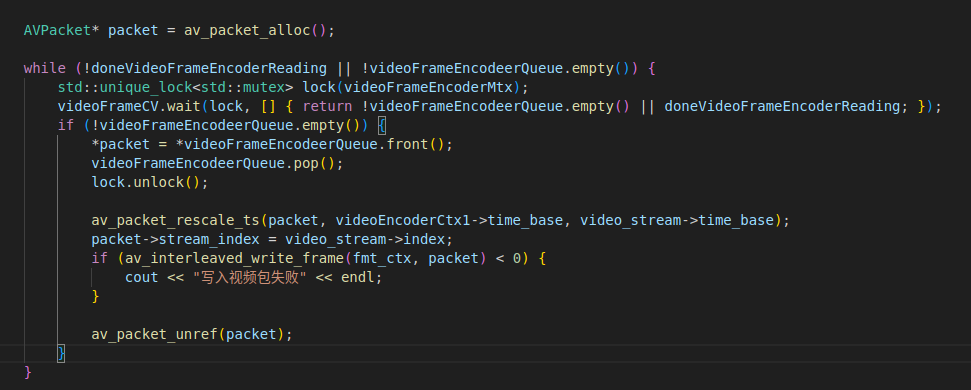 AVPacket* packet = av_packet_alloc();
while (!doneVideoFrameEncoderReading || !videoFrameEncodeerQueue.empty()) {
std::unique_lock<std::mutex> lock(videoFrameEncoderMtx);
videoFrameCV.wait(lock, [] { return !videoFrameEncodeerQueue.empty() || doneVideoFrameEncoderReading; });
if (!videoFrameEncodeerQueue.empty()) {
*packet = *videoFrameEncodeerQueue.front();
videoFrameEncodeerQueue.pop();
lock.unlock();
av_packet_rescale_ts(packet, videoEncoderCtx1->time_base, video_stream->time_base);
packet->stream_index = video_stream->index;
if (av_interleaved_write_frame(fmt_ctx, packet) < 0) {
cout << "写入视频包失败" << endl;
}
av_packet_unref(packet);
}
}